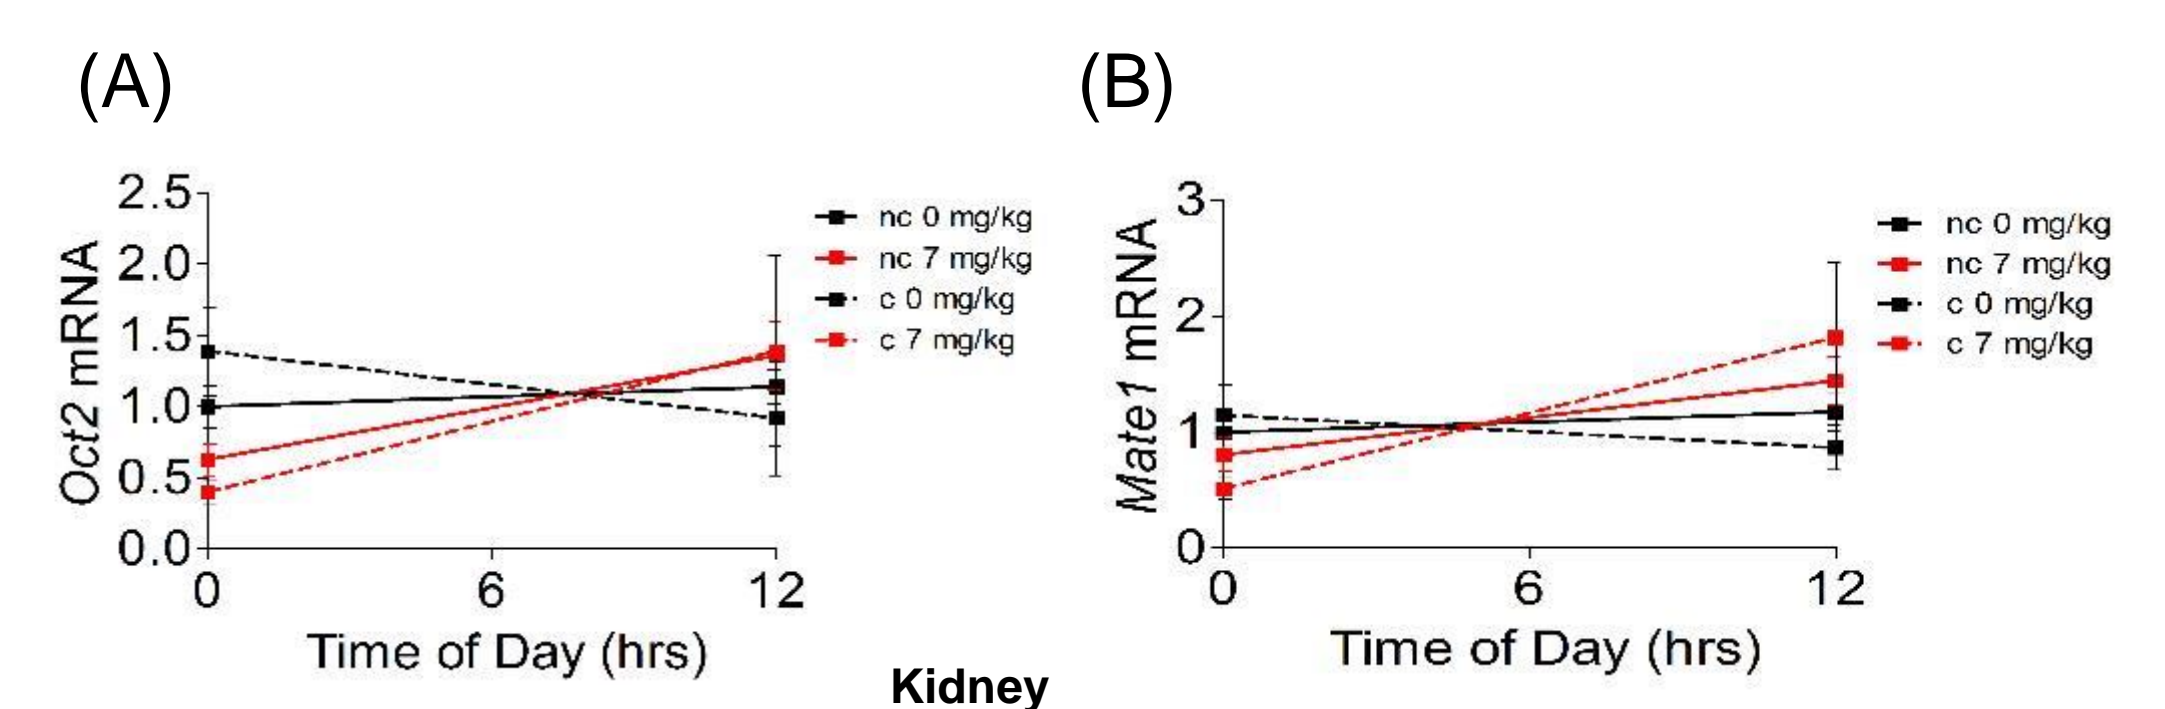 (A)
Oct2 mRNA
2.5
2.0
1.5
1.0
0.5
0.0
0 6 12
Time of Day (hrs)
nc 0 mg/kg
nc 7 mg/kg
c 0 mg/kg
c 7 mg/kg
(B)
Mate1 mRNA
3
2
1
0
0 6 12
Time of Day (hrs)
nc 0 mg/kg
nc 7 mg/kg
c 0 mg/kg
c 7 mg/kg
Kidney